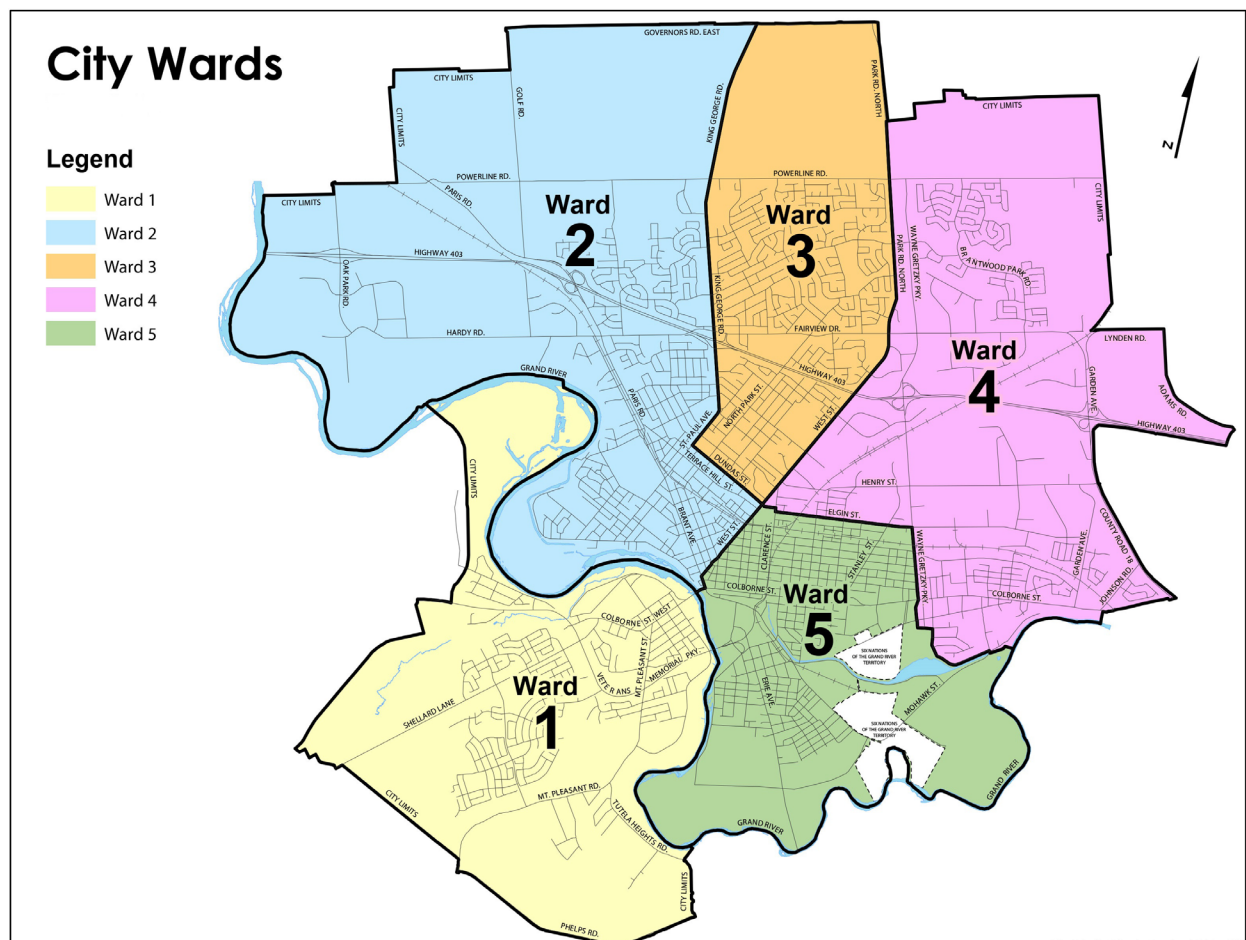 City Wards
Legend
Ward 1
Ward 2
Ward 3
Ward 4
Ward 5
N
GOVERNORS RD. EAST
CITY LIMITS
CITY LIMITS
GOLF RD.
KING GEORGE RD.
PARK RD. NORTH
CITY LIMITS
POWERLINE RD.
POWERLINE RD.
CITY LIMITS
PARIS RD.
CITY LIMITS
Ward
2
Ward
3
HIGHWAY 403
OAK PARK RD.
KING GEORGE RD.
PARK RD. NORTH
WAYNE GRETZKY PKY.
BRANTWOOD PARK RD.
HARDY RD.
FAIRVIEW DR.
LYNDEN RD.
Ward
4
GRAND RIVER
HIGHWAY 403
PARIS RD
NORTH PARK ST.
WEST ST.
GARDEN AVE.
ADAMS RD.
HIGHWAY 403
ST. PAUL AVE.
DUNDAS ST.
TERRACE HILL ST.
CITY LIMITS
HENRY ST.
BRANT AVE.
WEST ST.
ELGIN ST.
CLARENCE ST.
STANLEY ST.
WAYNE GRETZKY PKY
GARDEN AVE.
COUNTY ROAD 18
JOHNSON RD.
COLBORNE ST.
COLBORNE ST.
Ward
5
COLBORNE ST. WEST
MT. PLEASANT ST.
VETERANS MEMORIAL PKY
SIX NATIONS
OF THE GRAND RIVER
TERRITORY
Ward
1
SHELLARD LANE
ERIE AVE.
MOHAWK ST.
SIX NATIONS
OF THE GRAND RIVER
TERRITORY
MT. PLEASANT RD.
CITY LIMITS
TUTELA HEIGHTS RD.
GRAND RIVER
GRAND RIVER
CITY LIMITS
PHELPS RD.